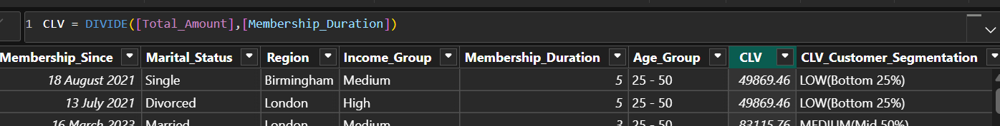 1 CLV = DIVIDE([Total_Amount],[Membership_Duration])
Membership_Since Marital_Status Region Income_Group Membership_Duration Age_Group CLV CLV_Customer_Segmentation
18 August 2021 Single Birmingham Medium 5 25 - 50 49869.46 LOW(Bottom 25%)
13 July 2021 Divorced London High 5 25 - 50 49869.46 LOW(Bottom 25%)
16 March 2023 Married London Medium 3 25 - 50 83115.76 MEDIUM(Mid 50%)